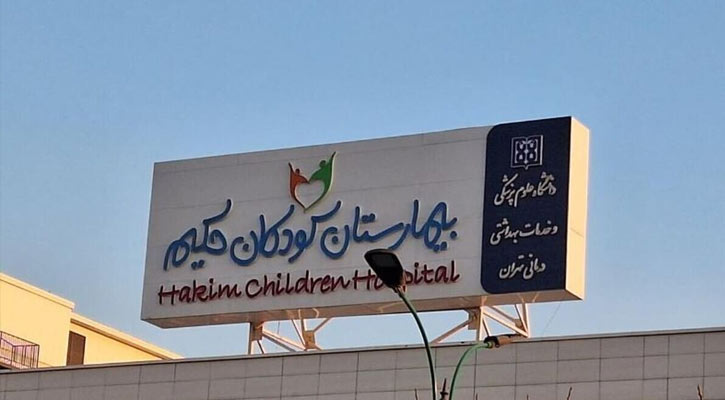 بیمارستان کودکان حکیم
Hakim Children Hospital
دانشگاه علوم پزشکی
و خدمات بهداشتی
درمانی تهران